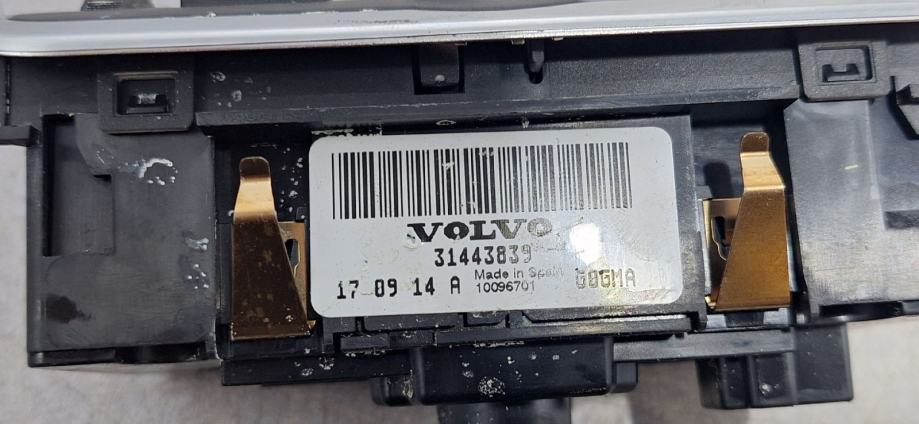 VOLVO
31443839
Made in Spain
17 09 14 A 10096701 G0GMA